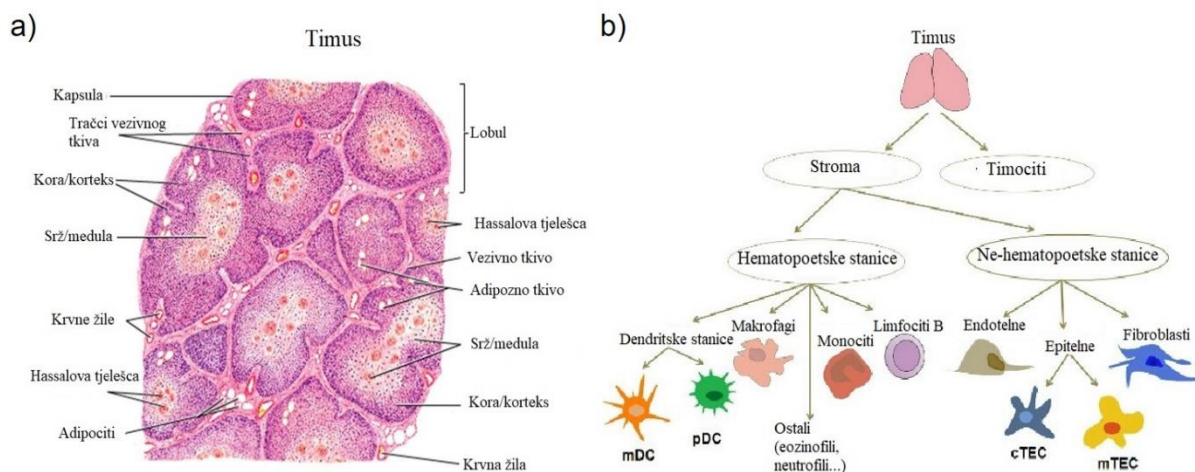 a)
Timus
Kapsula
Tračci vezivnog
tkiva
Kora/korteks
Srž/medula
Krvne žile
Hassalova tjelešca
Adipociti
Lobul
Hassalova tjelešca
Vezivno tkivo
Adipozno tkivo
Srž/medula
Kora/korteks
Krvna žila
b)
Timus
Stroma
Timociti
Hematopoetske stanice
Ne-hematopoetske stanice
Dendritske stanice
Makrofagi
Monociti
Limfociti B
Endotelne
Epitelne
Fibroblasti
mDC
pDC
Ostali
(eozinofili,
neutrofili...)
cTEC
mTEC